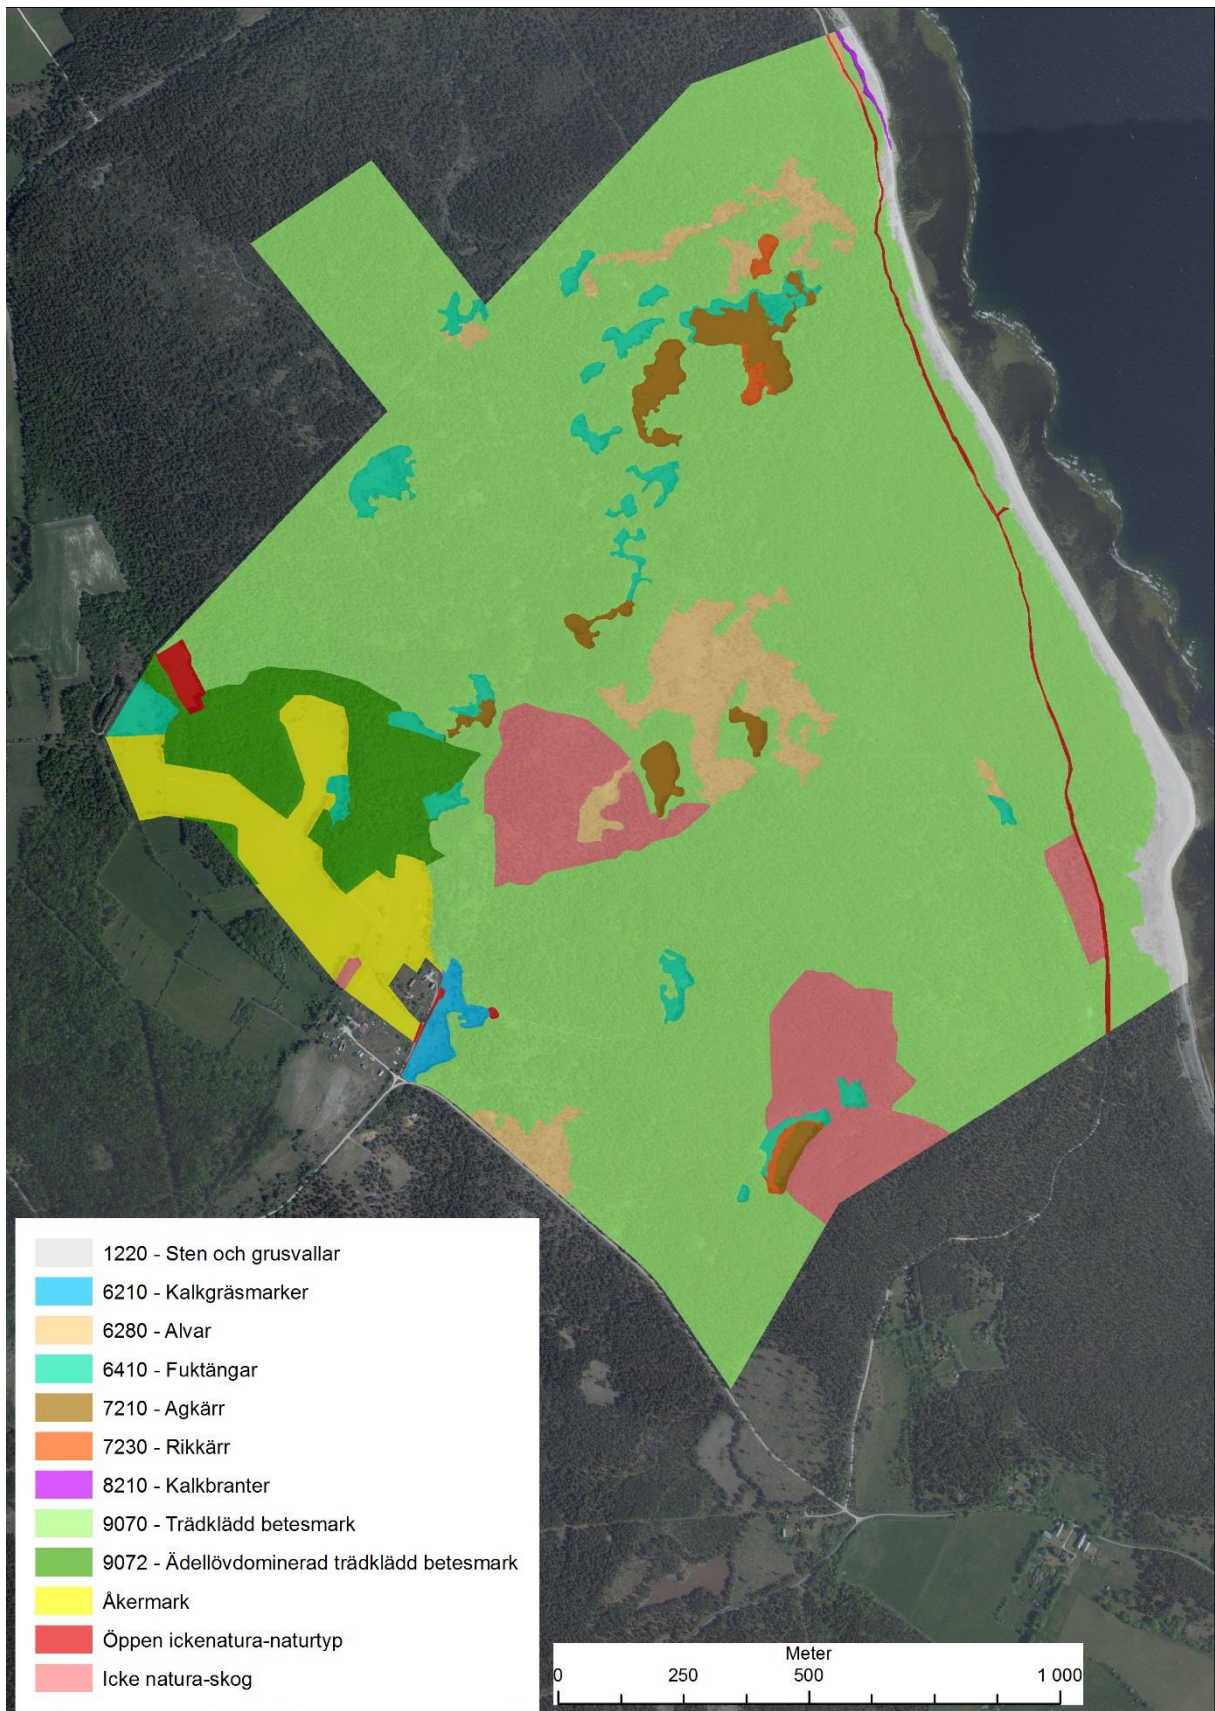 1220 - Sten och grusvallar
6210 - Kalkgräsmarker
6280 - Alvar
6410 - Fuktängar
7210 - Agkärr
7230 - Rikkärr
8210 - Kalkbranter
9070 - Trädklädd betesmark
9072 - Ädellövdominerad trädklädd betesmark
Åkermark
Öppen ickenatura-naturtyp
Icke natura-skog
Meter
0 250 500 1 000